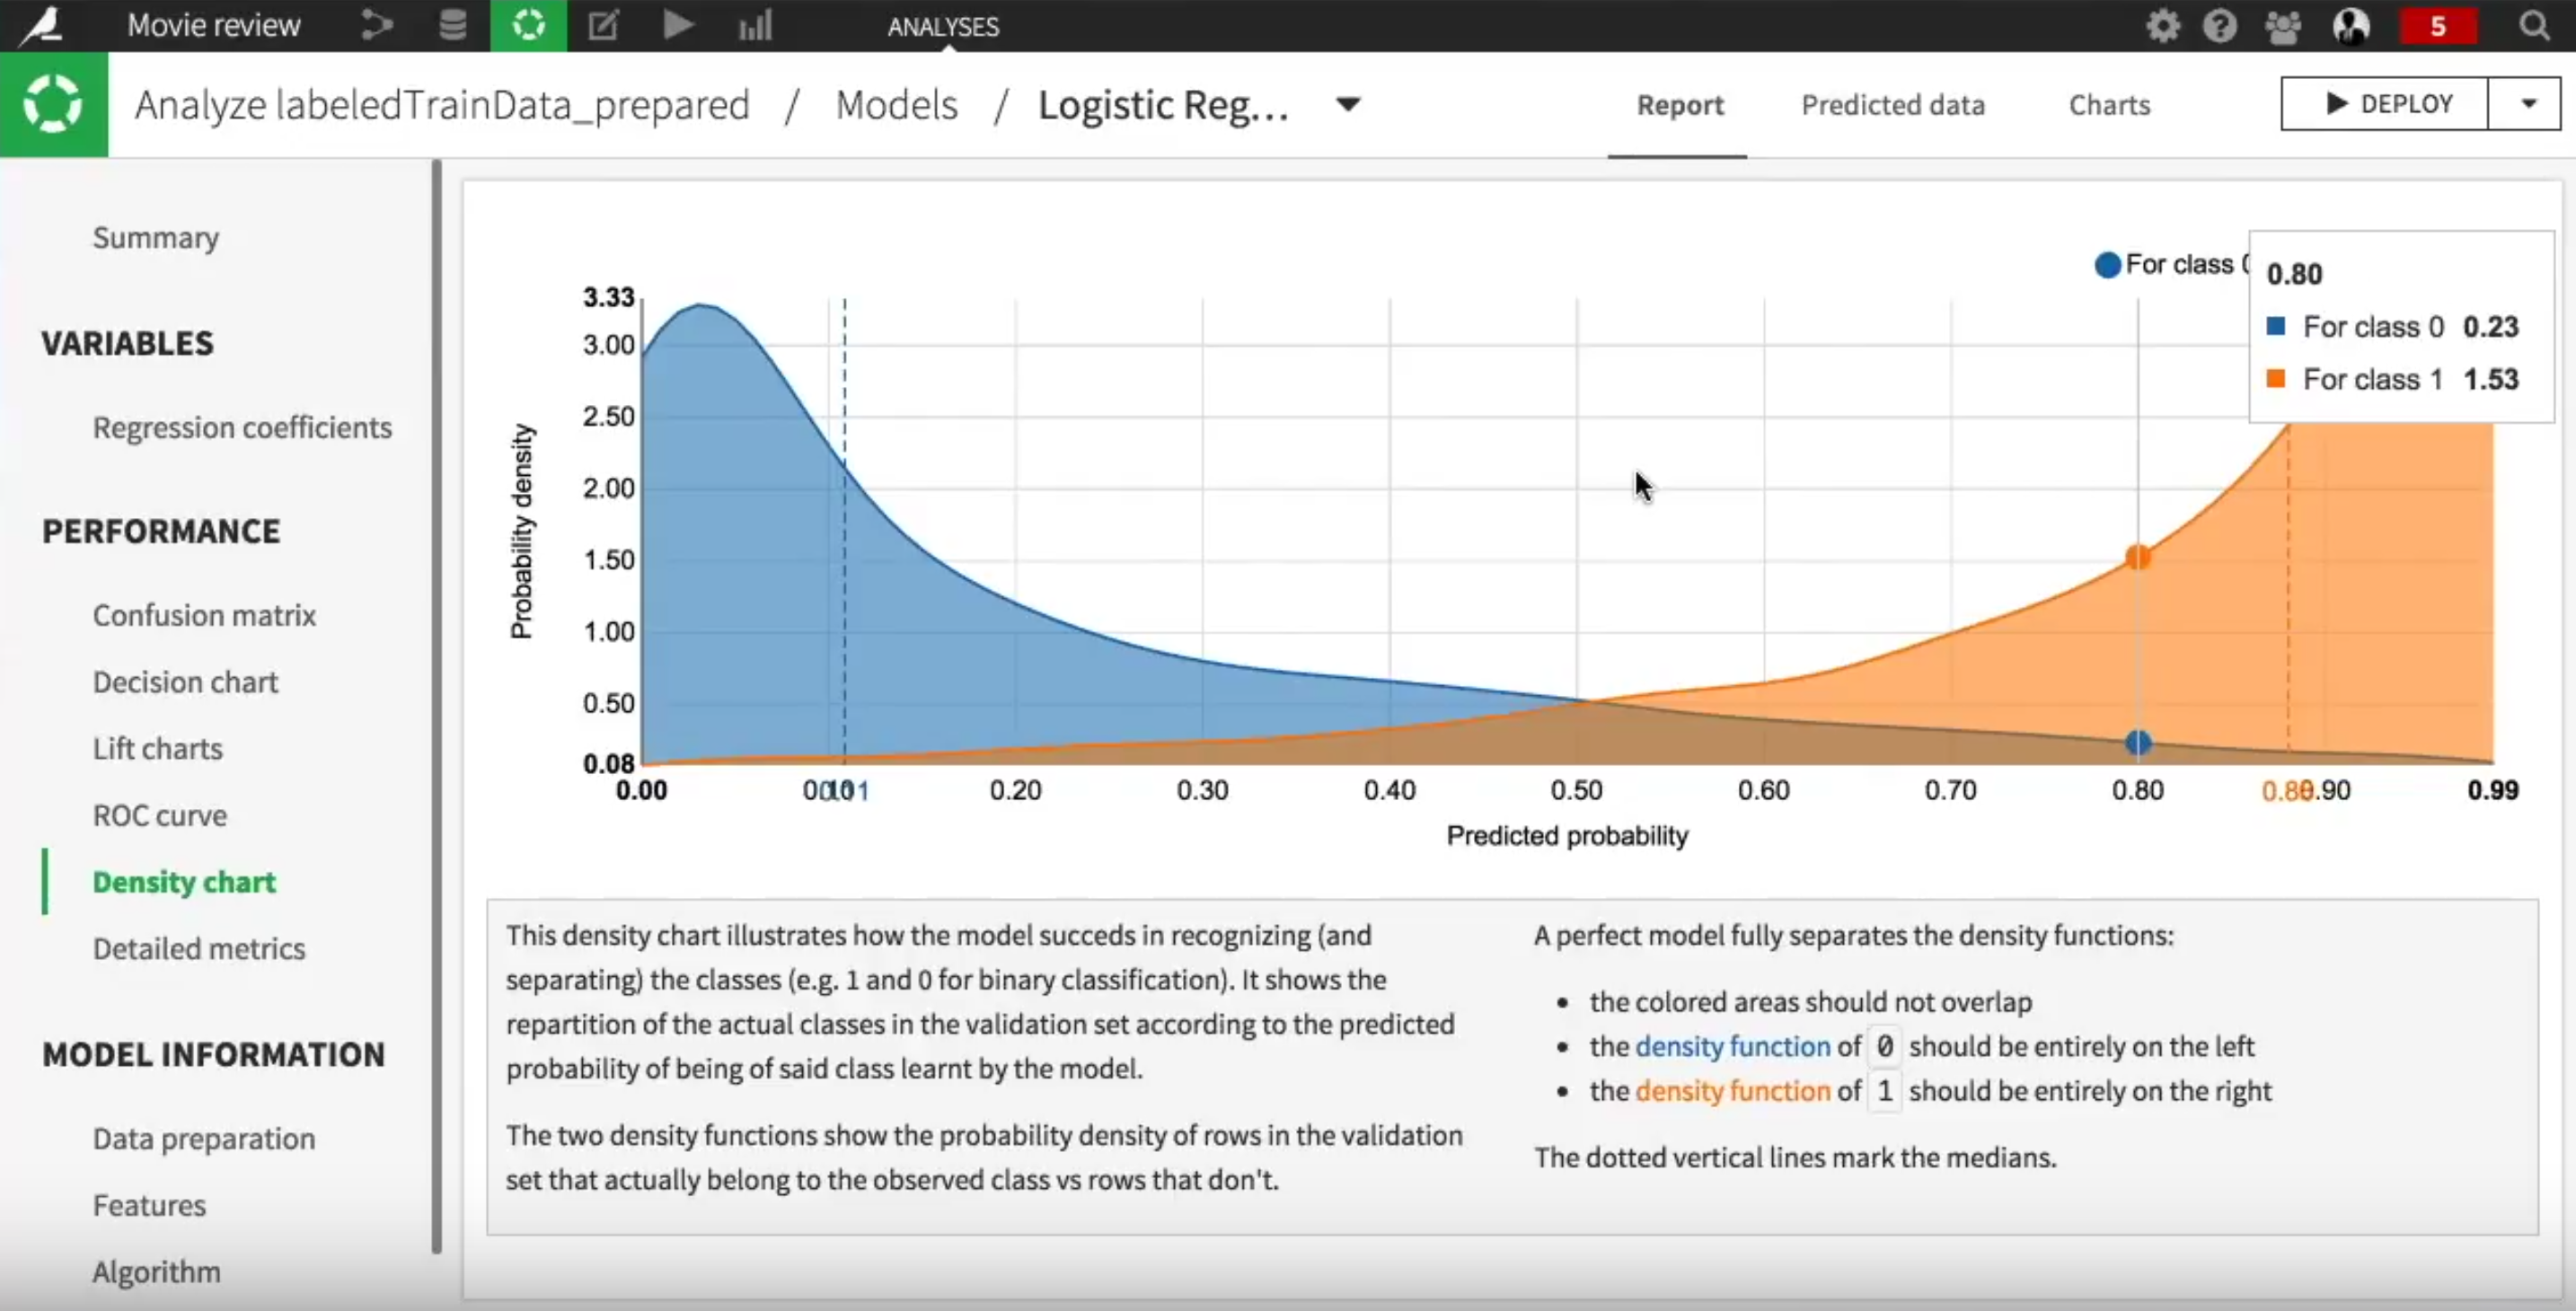 Movie review
ANALYSES
5
Analyze labeledTrainData_prepared / Models / Logistic Reg...
Report
Predicted data
Charts
DEPLOY
Summary
VARIABLES
Regression coefficients
PERFORMANCE
Confusion matrix
Decision chart
Lift charts
ROC curve
Density chart
Detailed metrics
MODEL INFORMATION
Data preparation
Features
Algorithm
For class
0.80
For class 0 0.23
For class 1 1.53
Probability density
3.33
3.00
2.50
2.00
1.50
1.00
0.50
0.08
0.00 0.20 0.30 0.40 0.50 0.60 0.70 0.80 0.99
Predicted probability
This density chart illustrates how the model succeds in recognizing (and
separating) the classes (e.g. 1 and 0 for binary classification). It shows the
repartition of the actual classes in the validation set according to the predicted
probability of being of said class learnt by the model.
The two density functions show the probability density of rows in the validation
set that actually belong to the observed class vs rows that don't.
A perfect model fully separates the density functions:
• the colored areas should not overlap
• the density function of 0 should be entirely on the left
• the density function of 1 should be entirely on the right
The dotted vertical lines mark the medians.